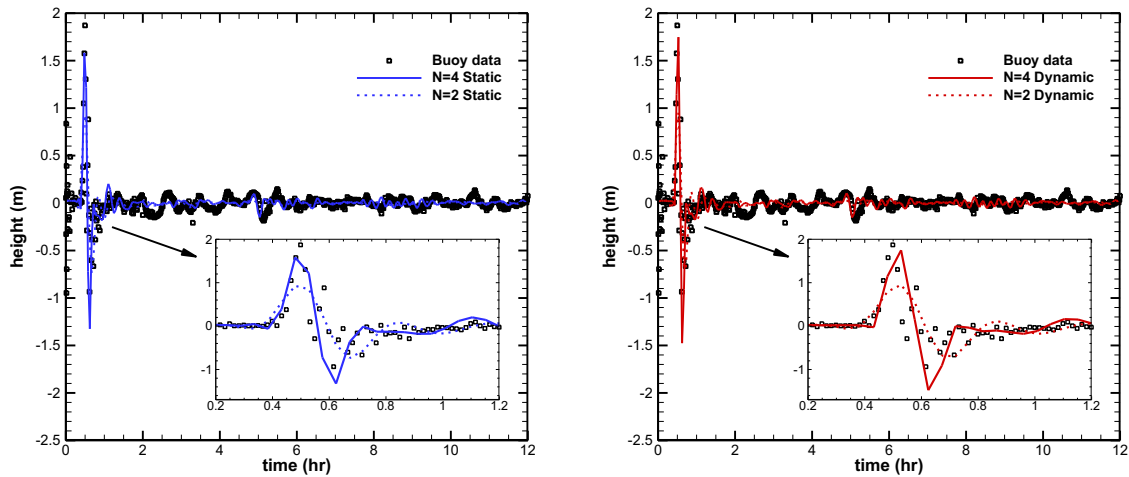 2
1.5
1
0.5
0
-0.5
-1
-1.5
-2
-2.5
height (m)
Buoy data
N=4 Static
N=2 Static
2
1
0
-1
0.2 0.4 0.6 0.8 1 1.2
0 2 4 6 8 10 12
time (hr)
2
1.5
1
0.5
0
-0.5
-1
-1.5
-2
-2.5
height (m)
Buoy data
N=4 Dynamic
N=2 Dynamic
2
1
0
-1
0.2 0.4 0.6 0.8 1 1.2
0 2 4 6 8 10 12
time (hr)